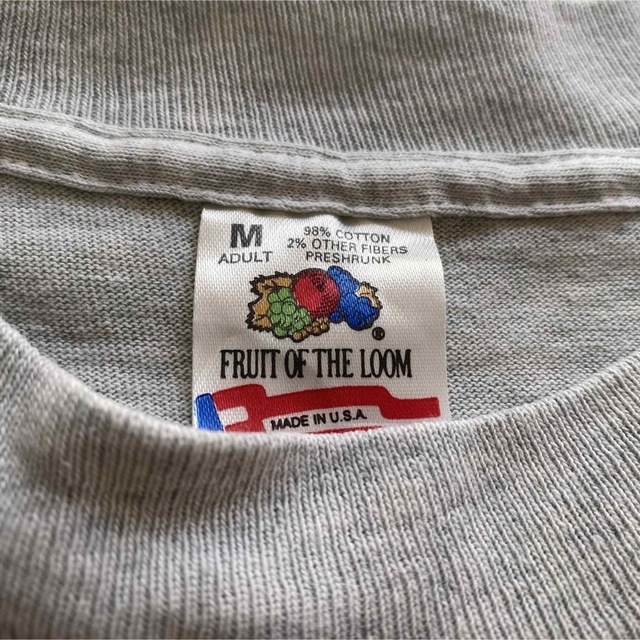 M
ADULT
98% COTTON
2% OTHER FIBERS
PRESHRUNK
®
FRUIT OF THE LOOM
MADE IN U.S.A.